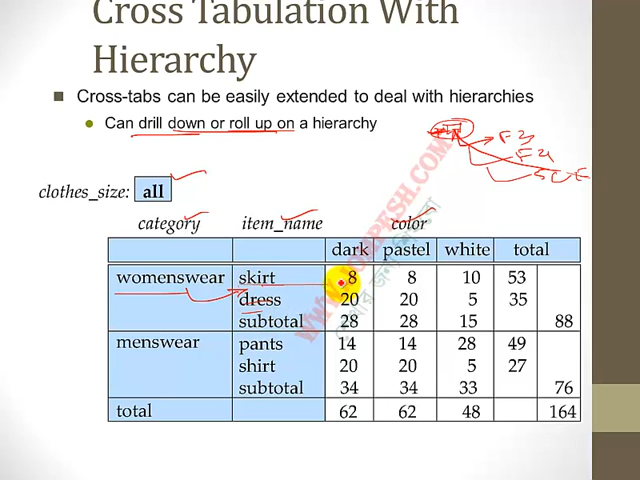 Cross Tabulation With
Hierarchy
Cross-tabs can be easily extended to deal with hierarchies
Can drill down or roll up on a hierarchy
clothes_size: all
category item_name color
dark pastel white total
womenswear skirt 8 8 10 53
dress 20 20 5 35
subtotal 28 28 15 88
menswear pants 14 14 28 49
shirt 20 20 5 27
subtotal 34 34 33 76
total 62 62 48 164